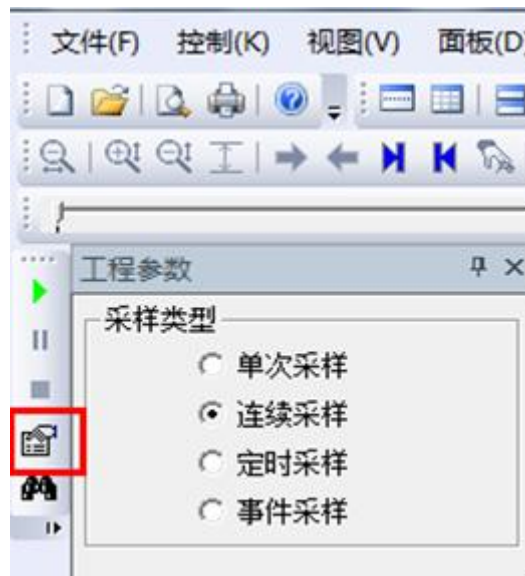 文件(F) 控制(K) 视图(V) 面板(D)
工程参数
采样类型
单次采样
连续采样
定时采样
事件采样